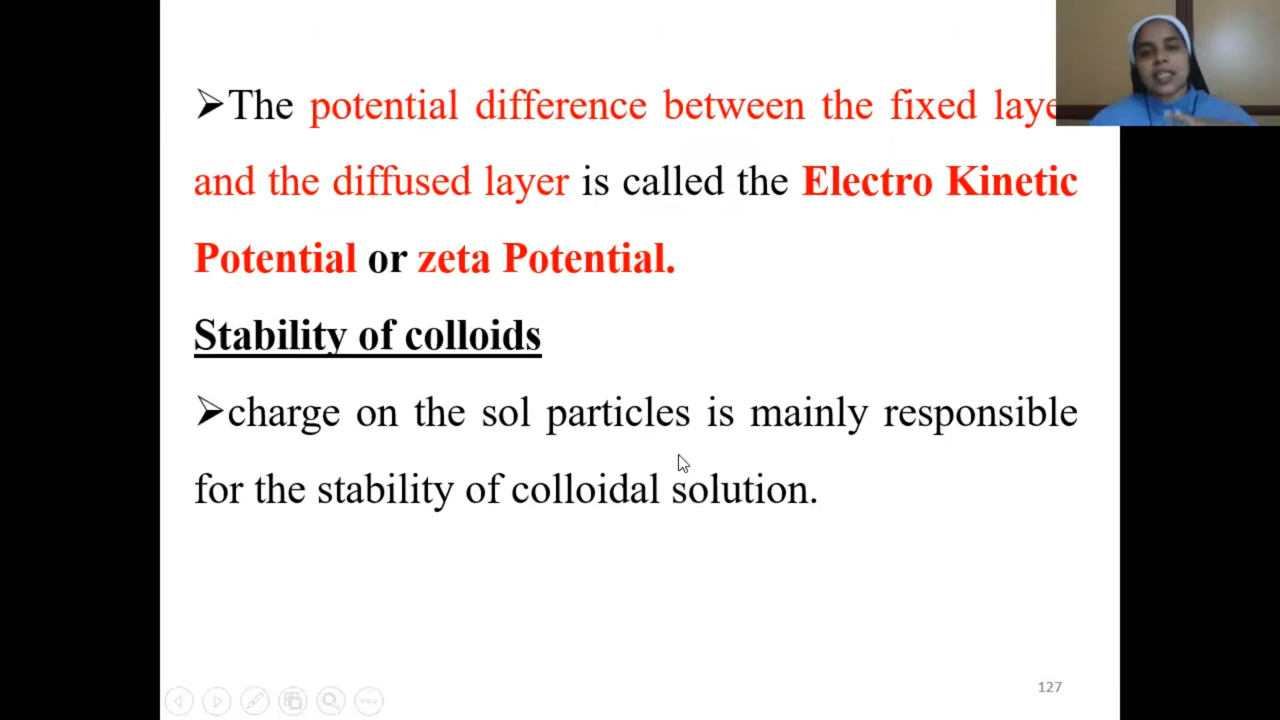 ➢The potential difference between the fixed laye
and the diffused layer is called the Electro Kinetic
Potential or zeta Potential.
Stability of colloids
➢charge on the sol particles is mainly responsible
for the stability of colloidal solution.
127